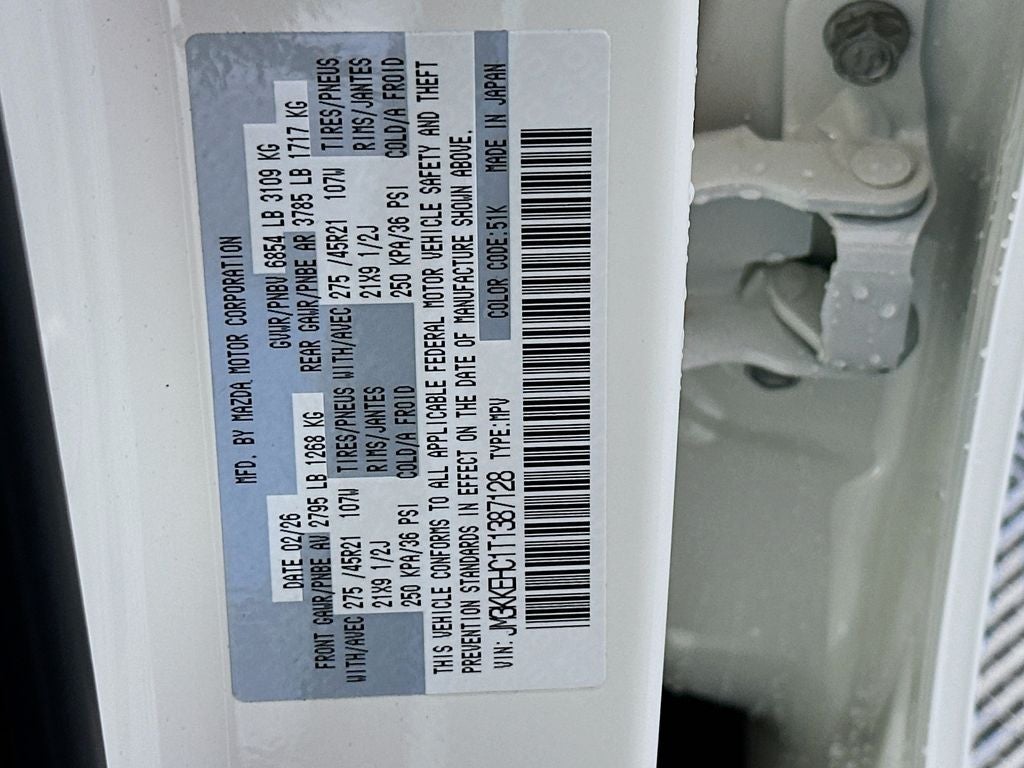 MFD. BY MAZDA MOTOR CORPORATION
DATE 02/26 GVWR/PNBV 6854 LB 3109 KG
FRONT GAWR/PNBE AV 2795 LB 1268 KG REAR GAWR/PNBE AR 3785 LB 1717 KG
WITH/AVEC 275 /45R21 107W TIRES/PNEUS WITH/AVEC 275 /45R21 107W TIRES/PNEUS
21X9 1/2J RIMS/JANTES 21X9 1/2J RIMS/JANTES
250 KPA/36 PSI COLD/A FROID 250 KPA/36 PSI COLD/A FROID
THIS VEHICLE CONFORMS TO ALL APPLICABLE FEDERAL MOTOR VEHICLE SAFETY AND THEFT
PREVENTION STANDARDS IN EFFECT ON THE DATE OF MANUFACTURE SHOWN ABOVE.
VIN: JM3KKEHC1T1387128 TYPE:MPV COLOR CODE:51K MADE IN JAPAN